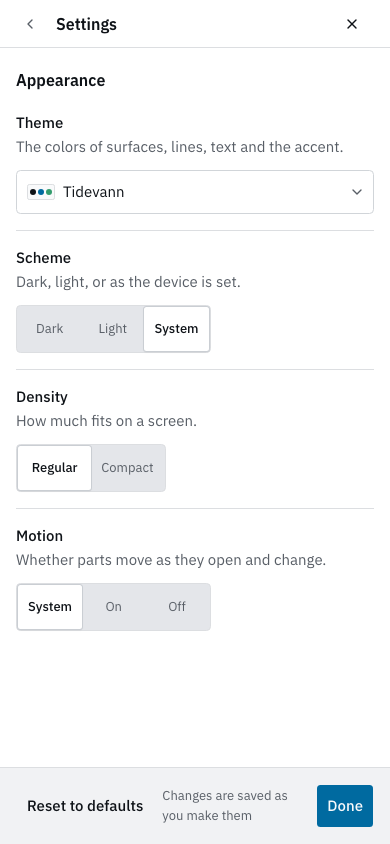 Settings
Appearance
Theme
The colors of surfaces, lines, text and the accent.
Tidevann
Scheme
Dark, light, or as the device is set.
Dark Light System
Density
How much fits on a screen.
Regular Compact
Motion
Whether parts move as they open and change.
System On Off
Reset to defaults
Changes are saved as
you make them
Done